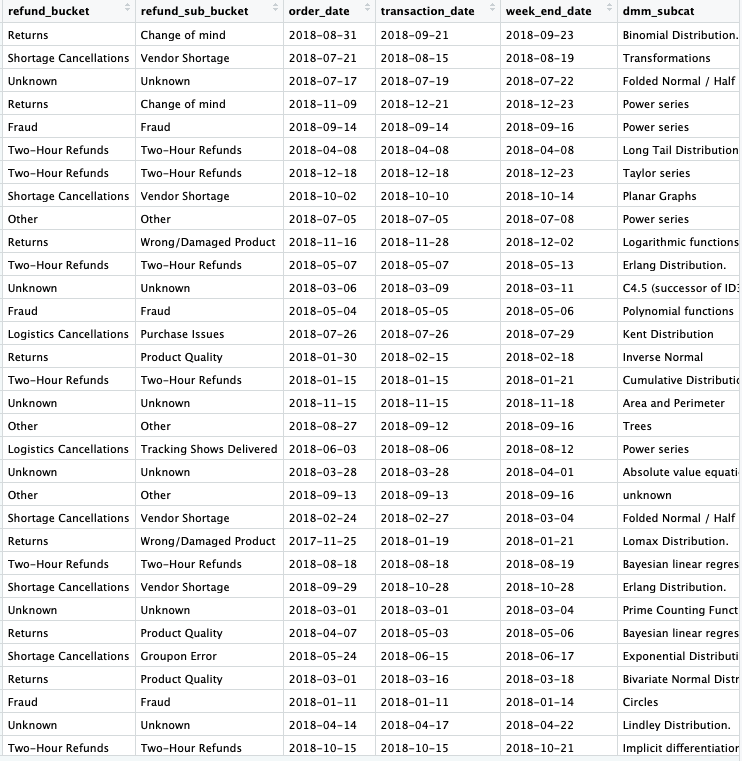 refund_bucket refund_sub_bucket order_date transaction_date week_end_date dmm_subcat
Returns Change of mind 2018-08-31 2018-09-21 2018-09-23 Binomial Distribution.
Shortage Cancellations Vendor Shortage 2018-07-21 2018-08-15 2018-08-19 Transformations
Unknown Unknown 2018-07-17 2018-07-19 2018-07-22 Folded Normal / Half
Returns Change of mind 2018-11-09 2018-12-21 2018-12-23 Power series
Fraud Fraud 2018-09-14 2018-09-14 2018-09-16 Power series
Two-Hour Refunds Two-Hour Refunds 2018-04-08 2018-04-08 2018-04-08 Long Tail Distribution
Two-Hour Refunds Two-Hour Refunds 2018-12-18 2018-12-18 2018-12-23 Taylor series
Shortage Cancellations Vendor Shortage 2018-10-02 2018-10-10 2018-10-14 Planar Graphs
Other Other 2018-07-05 2018-07-05 2018-07-08 Power series
Returns Wrong/Damaged Product 2018-11-16 2018-11-28 2018-12-02 Logarithmic functions
Two-Hour Refunds Two-Hour Refunds 2018-05-07 2018-05-07 2018-05-13 Erlang Distribution.
Unknown Unknown 2018-03-06 2018-03-09 2018-03-11 C4.5 (successor of ID3
Fraud Fraud 2018-05-04 2018-05-05 2018-05-06 Polynomial functions
Logistics Cancellations Purchase Issues 2018-07-26 2018-07-26 2018-07-29 Kent Distribution
Returns Product Quality 2018-01-30 2018-02-15 2018-02-18 Inverse Normal
Two-Hour Refunds Two-Hour Refunds 2018-01-15 2018-01-15 2018-01-21 Cumulative Distributio
Unknown Unknown 2018-11-15 2018-11-15 2018-11-18 Area and Perimeter
Other Other 2018-08-27 2018-09-12 2018-09-16 Trees
Logistics Cancellations Tracking Shows Delivered 2018-06-03 2018-08-06 2018-08-12 Power series
Unknown Unknown 2018-03-28 2018-03-28 2018-04-01 Absolute value equati
Other Other 2018-09-13 2018-09-13 2018-09-16 unknown
Shortage Cancellations Vendor Shortage 2018-02-24 2018-02-27 2018-03-04 Folded Normal / Half
Returns Wrong/Damaged Product 2017-11-25 2018-01-19 2018-01-21 Lomax Distribution.
Two-Hour Refunds Two-Hour Refunds 2018-08-18 2018-08-18 2018-08-19 Bayesian linear regres
Shortage Cancellations Vendor Shortage 2018-09-29 2018-10-28 2018-10-28 Erlang Distribution.
Unknown Unknown 2018-03-01 2018-03-01 2018-03-04 Prime Counting Funct
Returns Product Quality 2018-04-07 2018-05-03 2018-05-06 Bayesian linear regres
Shortage Cancellations Groupon Error 2018-05-24 2018-06-15 2018-06-17 Exponential Distributi
Returns Product Quality 2018-03-01 2018-03-16 2018-03-18 Bivariate Normal Distr
Fraud Fraud 2018-01-11 2018-01-11 2018-01-14 Circles
Unknown Unknown 2018-04-14 2018-04-17 2018-04-22 Lindley Distribution.
Two-Hour Refunds Two-Hour Refunds 2018-10-15 2018-10-15 2018-10-21 Implicit differentiation